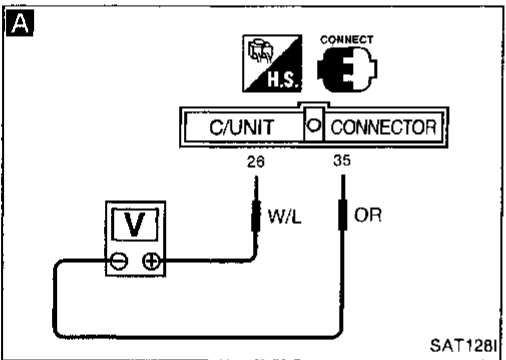 A
CONNECT
H.S.
C/UNIT CONNECTOR
26 35
W/L OR
V
SAT128I